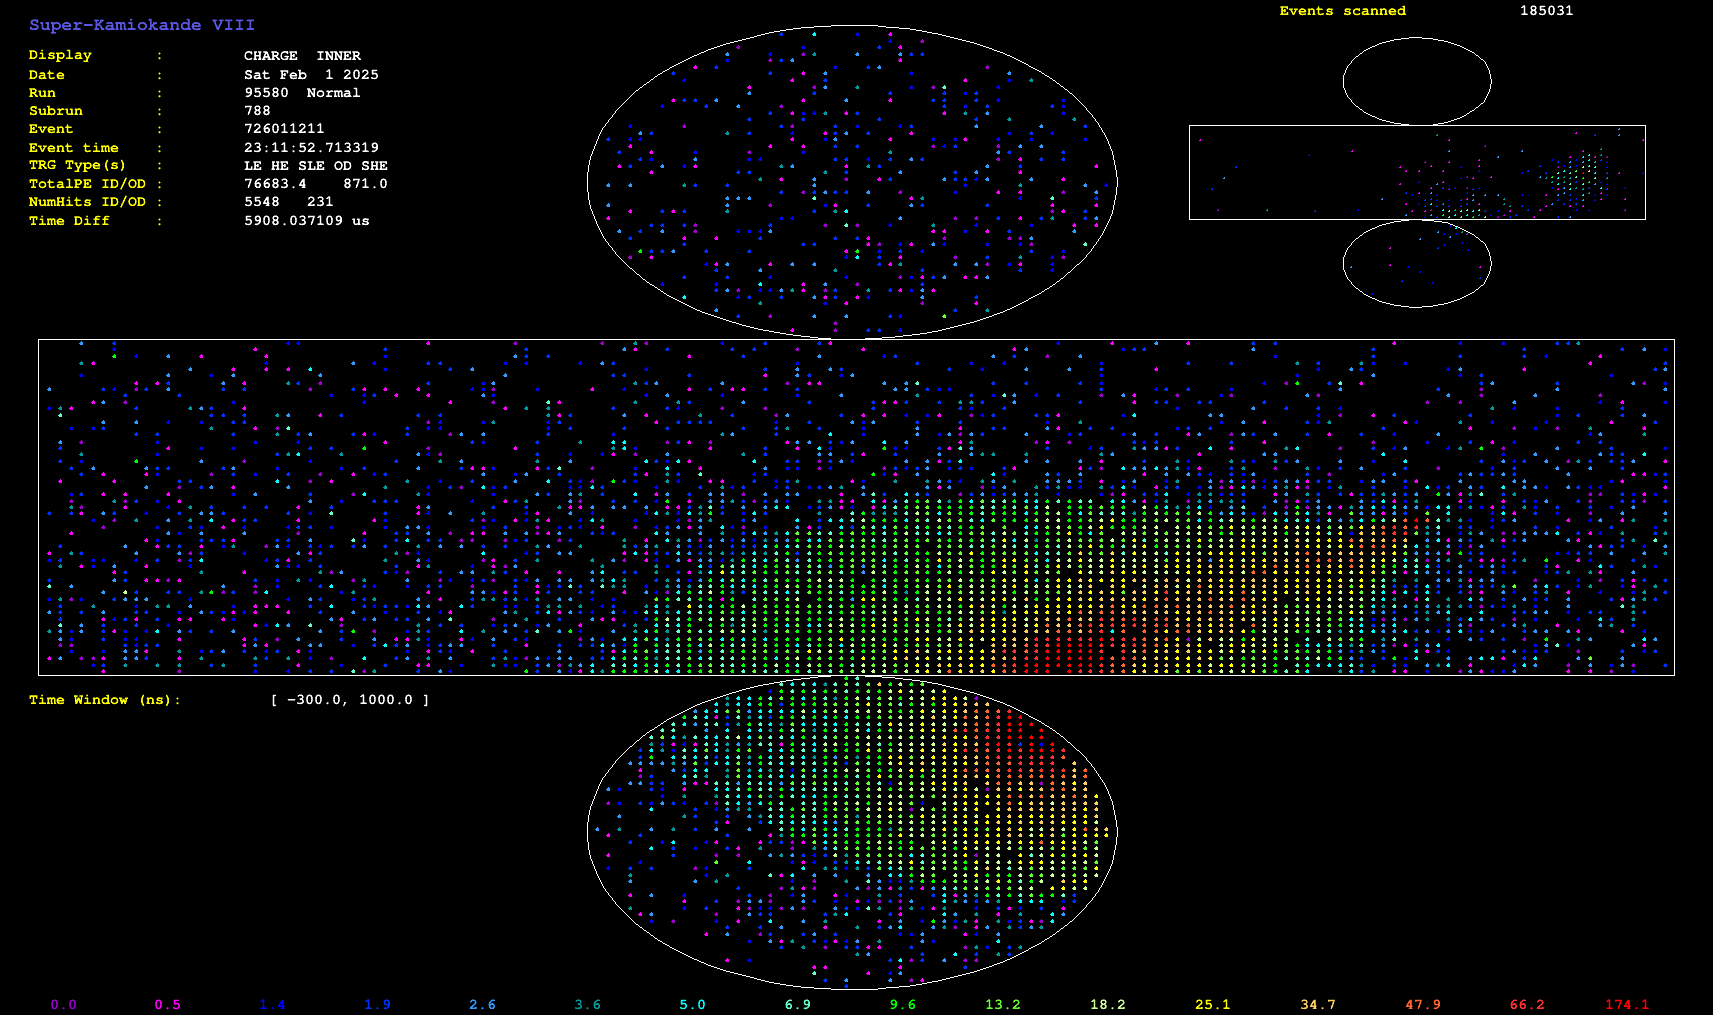 Super-Kamiokande VIII
Events scanned 185031
Display : CHARGE INNER
Date : Sat Feb 1 2025
Run : 95580 Normal
Subrun : 788
Event : 726011211
Event time : 23:11:52.713319
TRG Type(s) : LE HE SLE OD SHE
TotalPE ID/OD : 76683.4 871.0
NumHits ID/OD : 5548 231
Time Diff : 5908.037109 us
Time Window (ns): [ -300.0, 1000.0 ]
0.0 0.5 1.4 1.9 2.6 3.6 5.0 6.9 9.6 13.2 18.2 25.1 34.7 47.9 66.2 174.1